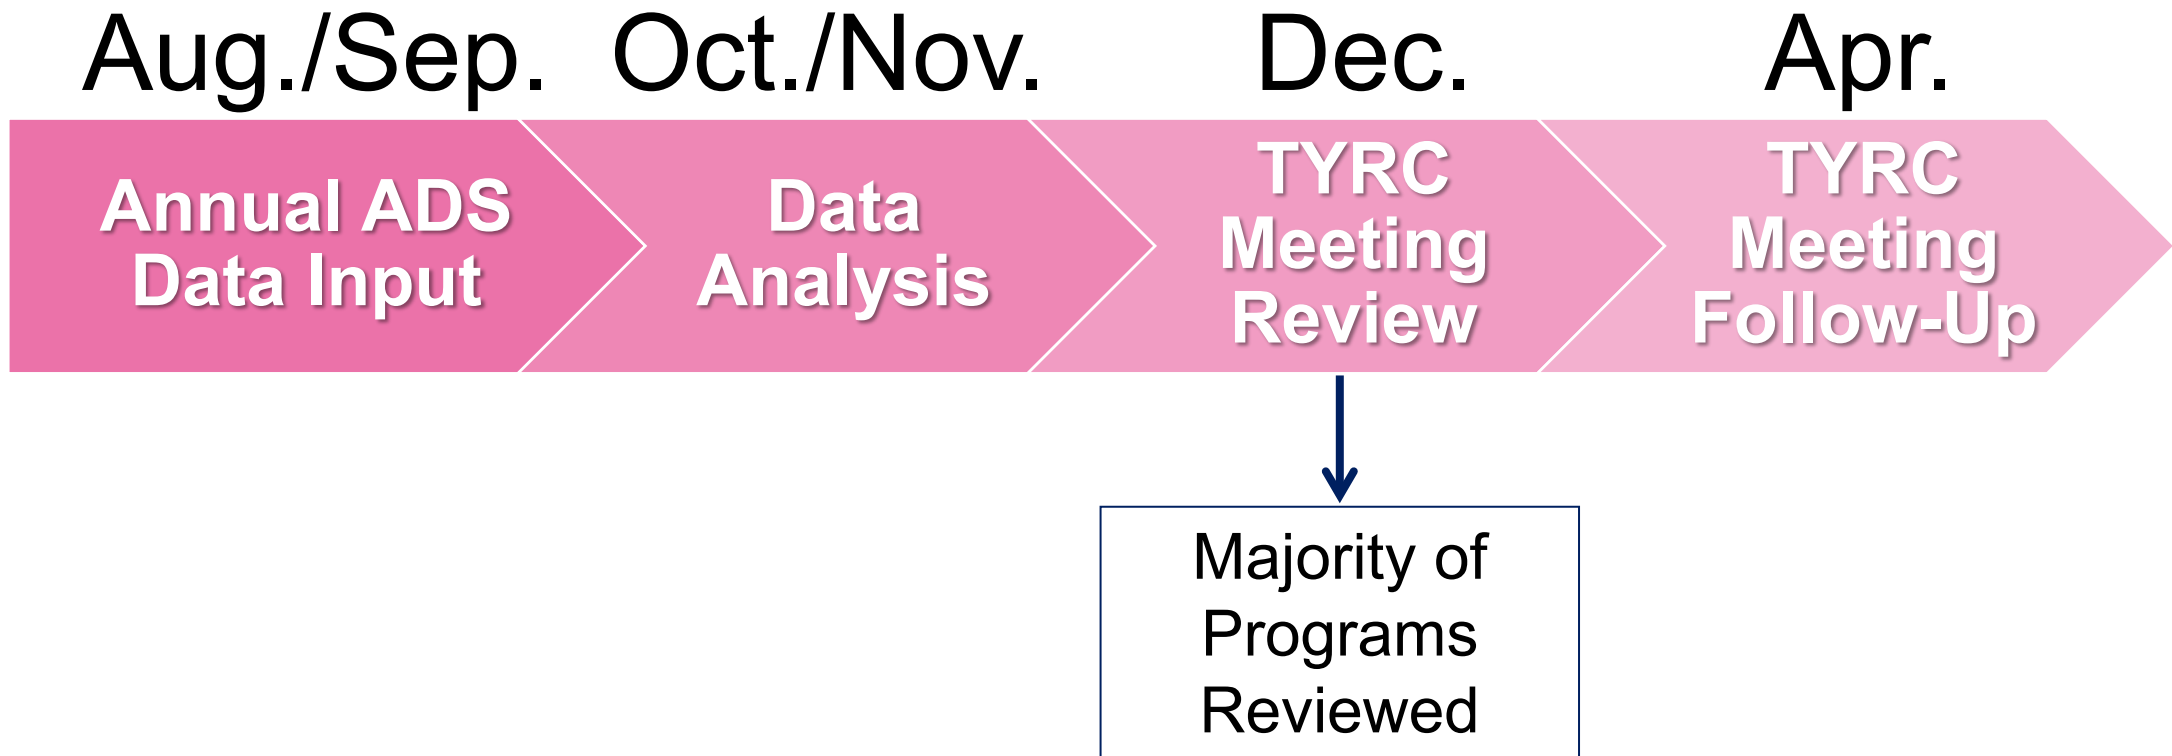 Aug./Sep. Oct./Nov. Dec. Apr.
Annual ADS
Data Input
Data
Analysis
TYRC
Meeting
Review
TYRC
Meeting
Follow-Up
Majority of
Programs
Reviewed